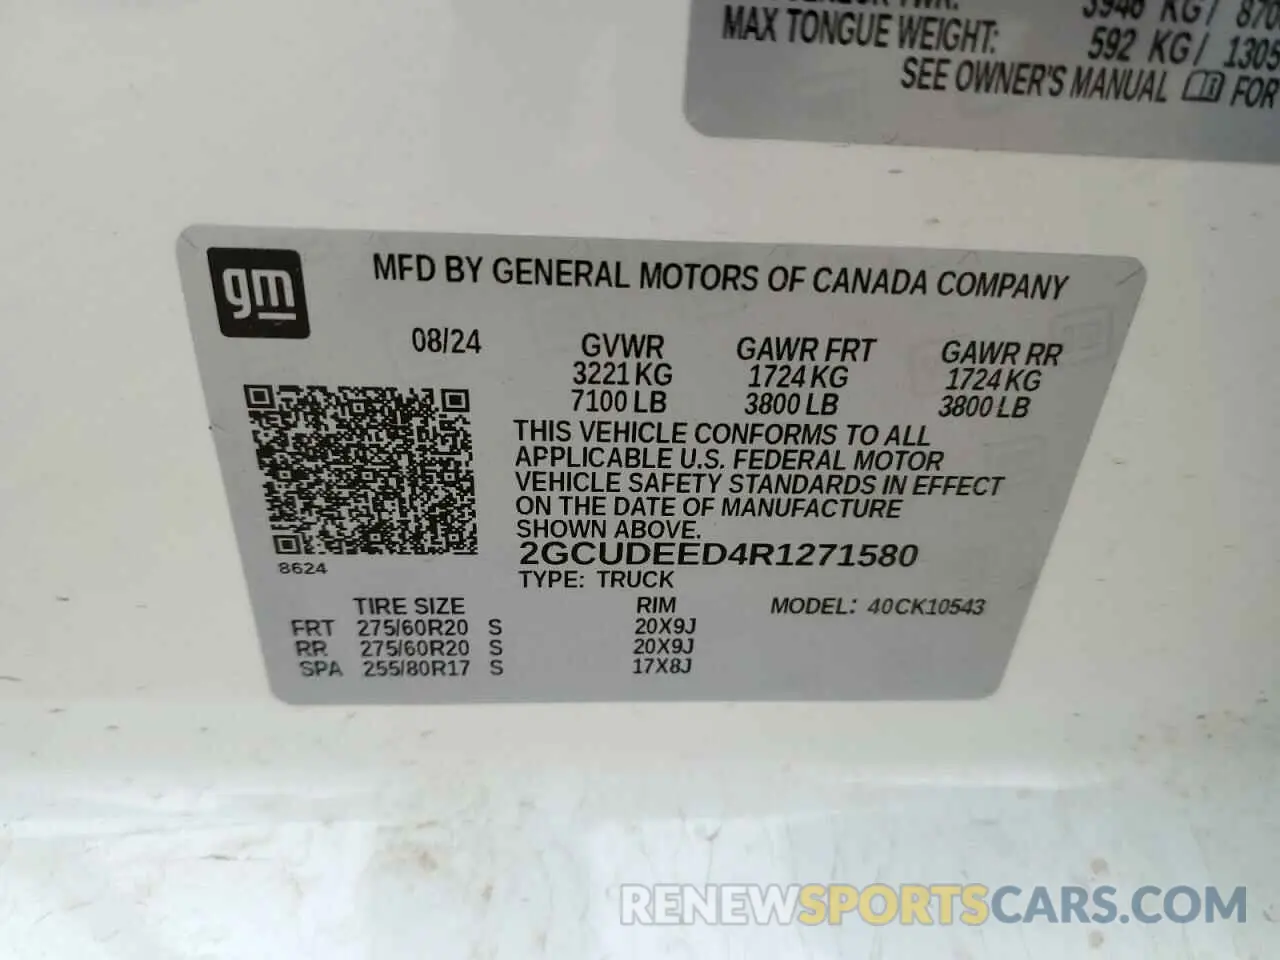 3946 KG/ 870
MAX TONGUE WEIGHT: 592 KG/ 1305
SEE OWNER'S MANUAL FOR
gm
MFD BY GENERAL MOTORS OF CANADA COMPANY
08/24 GVWR GAWR FRT GAWR RR
3221 KG 1724 KG 1724 KG
7100 LB 3800 LB 3800 LB
THIS VEHICLE CONFORMS TO ALL
APPLICABLE U.S. FEDERAL MOTOR
VEHICLE SAFETY STANDARDS IN EFFECT
ON THE DATE OF MANUFACTURE
SHOWN ABOVE.
2GCUDEED4R1271580
8624
TYPE: TRUCK
TIRE SIZE RIM MODEL: 40CK10543
FRT 275/60R20 S 20X9J
RR 275/60R20 S 20X9J
SPA 255/80R17 S 17X8J
RENEWSPORTSCARS.COM